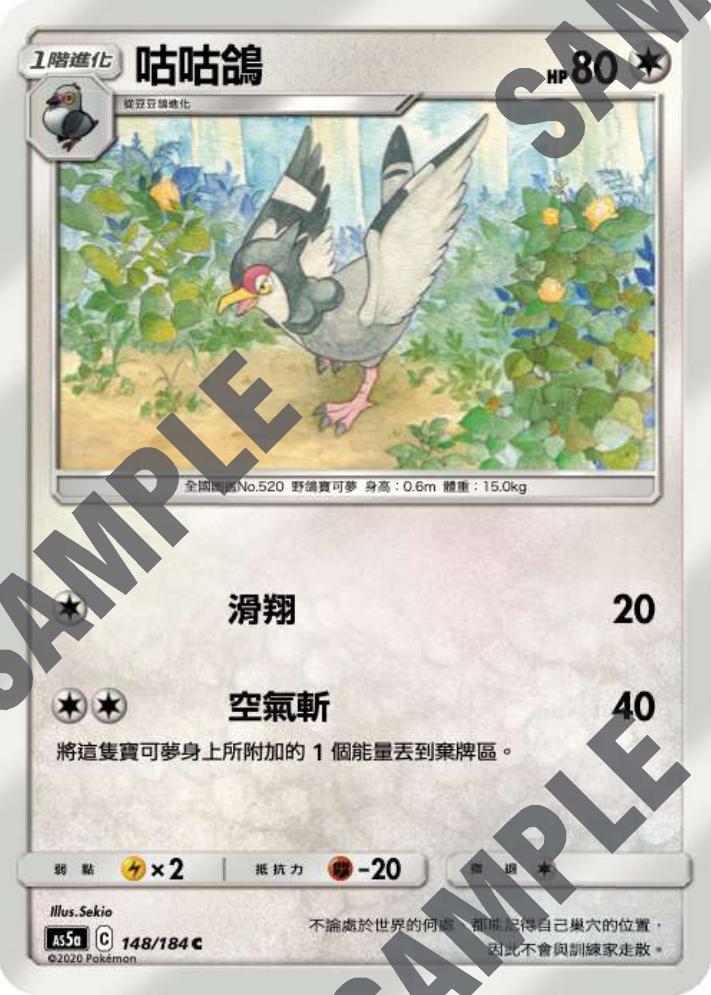 SAMPLE
1階進化
咕咕鴿
HP 80
從豆豆鴿進化
全國圖鑑No.520 野鴿寶可夢 身高：0.6m 體重：15.0kg
SAMPLE
滑翔 20
空氣斬 40
將這隻寶可夢身上所附加的 1 個能量丟到棄牌區。
SAMPLE
弱點 ×2 抵抗力 -20 撤退
Illus.Sekio
AS5a C 148/184 C
©2020 Pokémon
不論處於世界的何處，都能記得自己巢穴的位置，
因此不會與訓練家走散。